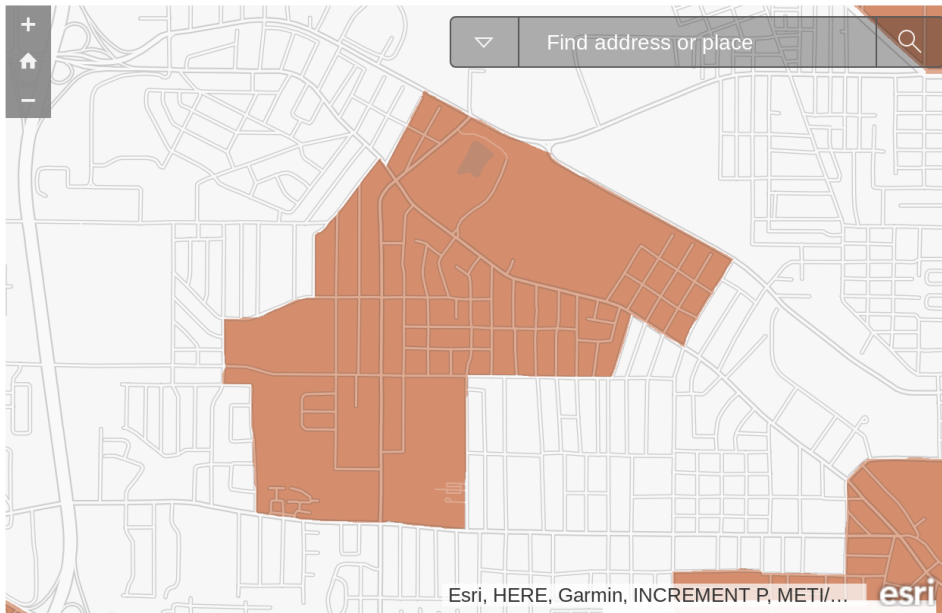 Find address or place
Esri, HERE, Garmin, INCREMENT P, METI/…
esri